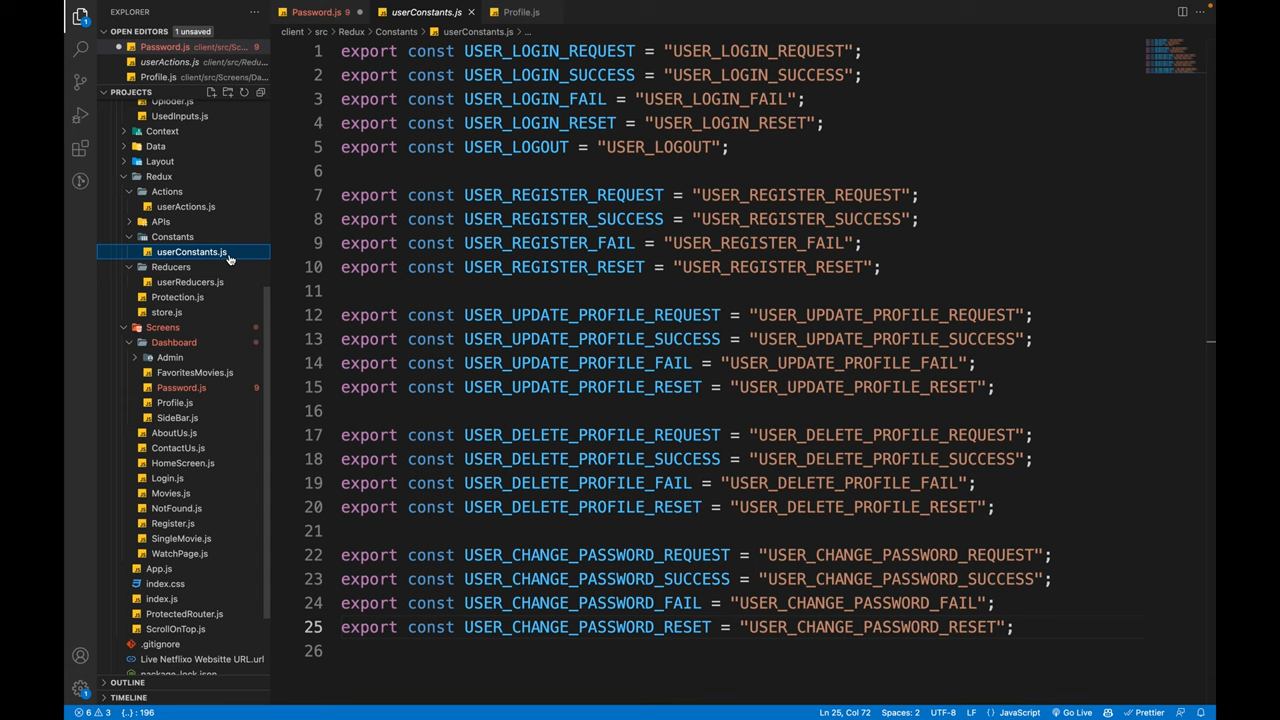 EXPLORER
OPEN EDITORS 1 unsaved
Password.js client/src/Sc... 9
userActions.js client/src/Redu...
Profile.js client/src/Screens/Da...
PROJECTS
Uploder.js
UsedInputs.js
Context
Data
Layout
Redux
Actions
userActions.js
APIs
Constants
userConstants.js
Reducers
userReducers.js
Protection.js
store.js
Screens
Dashboard
Admin
FavoritesMovies.js
Password.js 9
Profile.js
SideBar.js
AboutUs.js
ContactUs.js
HomeScreen.js
Login.js
Movies.js
NotFound.js
Register.js
SingleMovie.js
WatchPage.js
App.js
index.css
index.js
ProtectedRouter.js
ScrollOnTop.js
.gitignore
Live Netflixo Websitte URL.url
package-lock.json
OUTLINE
TIMELINE
Password.js 9
userConstants.js
Profile.js
client > src > Redux > Constants > userConstants.js > ...
1 export const USER_LOGIN_REQUEST = "USER_LOGIN_REQUEST";
2 export const USER_LOGIN_SUCCESS = "USER_LOGIN_SUCCESS";
3 export const USER_LOGIN_FAIL = "USER_LOGIN_FAIL";
4 export const USER_LOGIN_RESET = "USER_LOGIN_RESET";
5 export const USER_LOGOUT = "USER_LOGOUT";
6
7 export const USER_REGISTER_REQUEST = "USER_REGISTER_REQUEST";
8 export const USER_REGISTER_SUCCESS = "USER_REGISTER_SUCCESS";
9 export const USER_REGISTER_FAIL = "USER_REGISTER_FAIL";
10 export const USER_REGISTER_RESET = "USER_REGISTER_RESET";
11
12 export const USER_UPDATE_PROFILE_REQUEST = "USER_UPDATE_PROFILE_REQUEST";
13 export const USER_UPDATE_PROFILE_SUCCESS = "USER_UPDATE_PROFILE_SUCCESS";
14 export const USER_UPDATE_PROFILE_FAIL = "USER_UPDATE_PROFILE_FAIL";
15 export const USER_UPDATE_PROFILE_RESET = "USER_UPDATE_PROFILE_RESET";
16
17 export const USER_DELETE_PROFILE_REQUEST = "USER_DELETE_PROFILE_REQUEST";
18 export const USER_DELETE_PROFILE_SUCCESS = "USER_DELETE_PROFILE_SUCCESS";
19 export const USER_DELETE_PROFILE_FAIL = "USER_DELETE_PROFILE_FAIL";
20 export const USER_DELETE_PROFILE_RESET = "USER_DELETE_PROFILE_RESET";
21
22 export const USER_CHANGE_PASSWORD_REQUEST = "USER_CHANGE_PASSWORD_REQUEST";
23 export const USER_CHANGE_PASSWORD_SUCCESS = "USER_CHANGE_PASSWORD_SUCCESS";
24 export const USER_CHANGE_PASSWORD_FAIL = "USER_CHANGE_PASSWORD_FAIL";
25 export const USER_CHANGE_PASSWORD_RESET = "USER_CHANGE_PASSWORD_RESET";
26
6 3 {..} : 196 Ln 25, Col 72 Spaces: 2 UTF-8 LF {} JavaScript Go Live Prettier